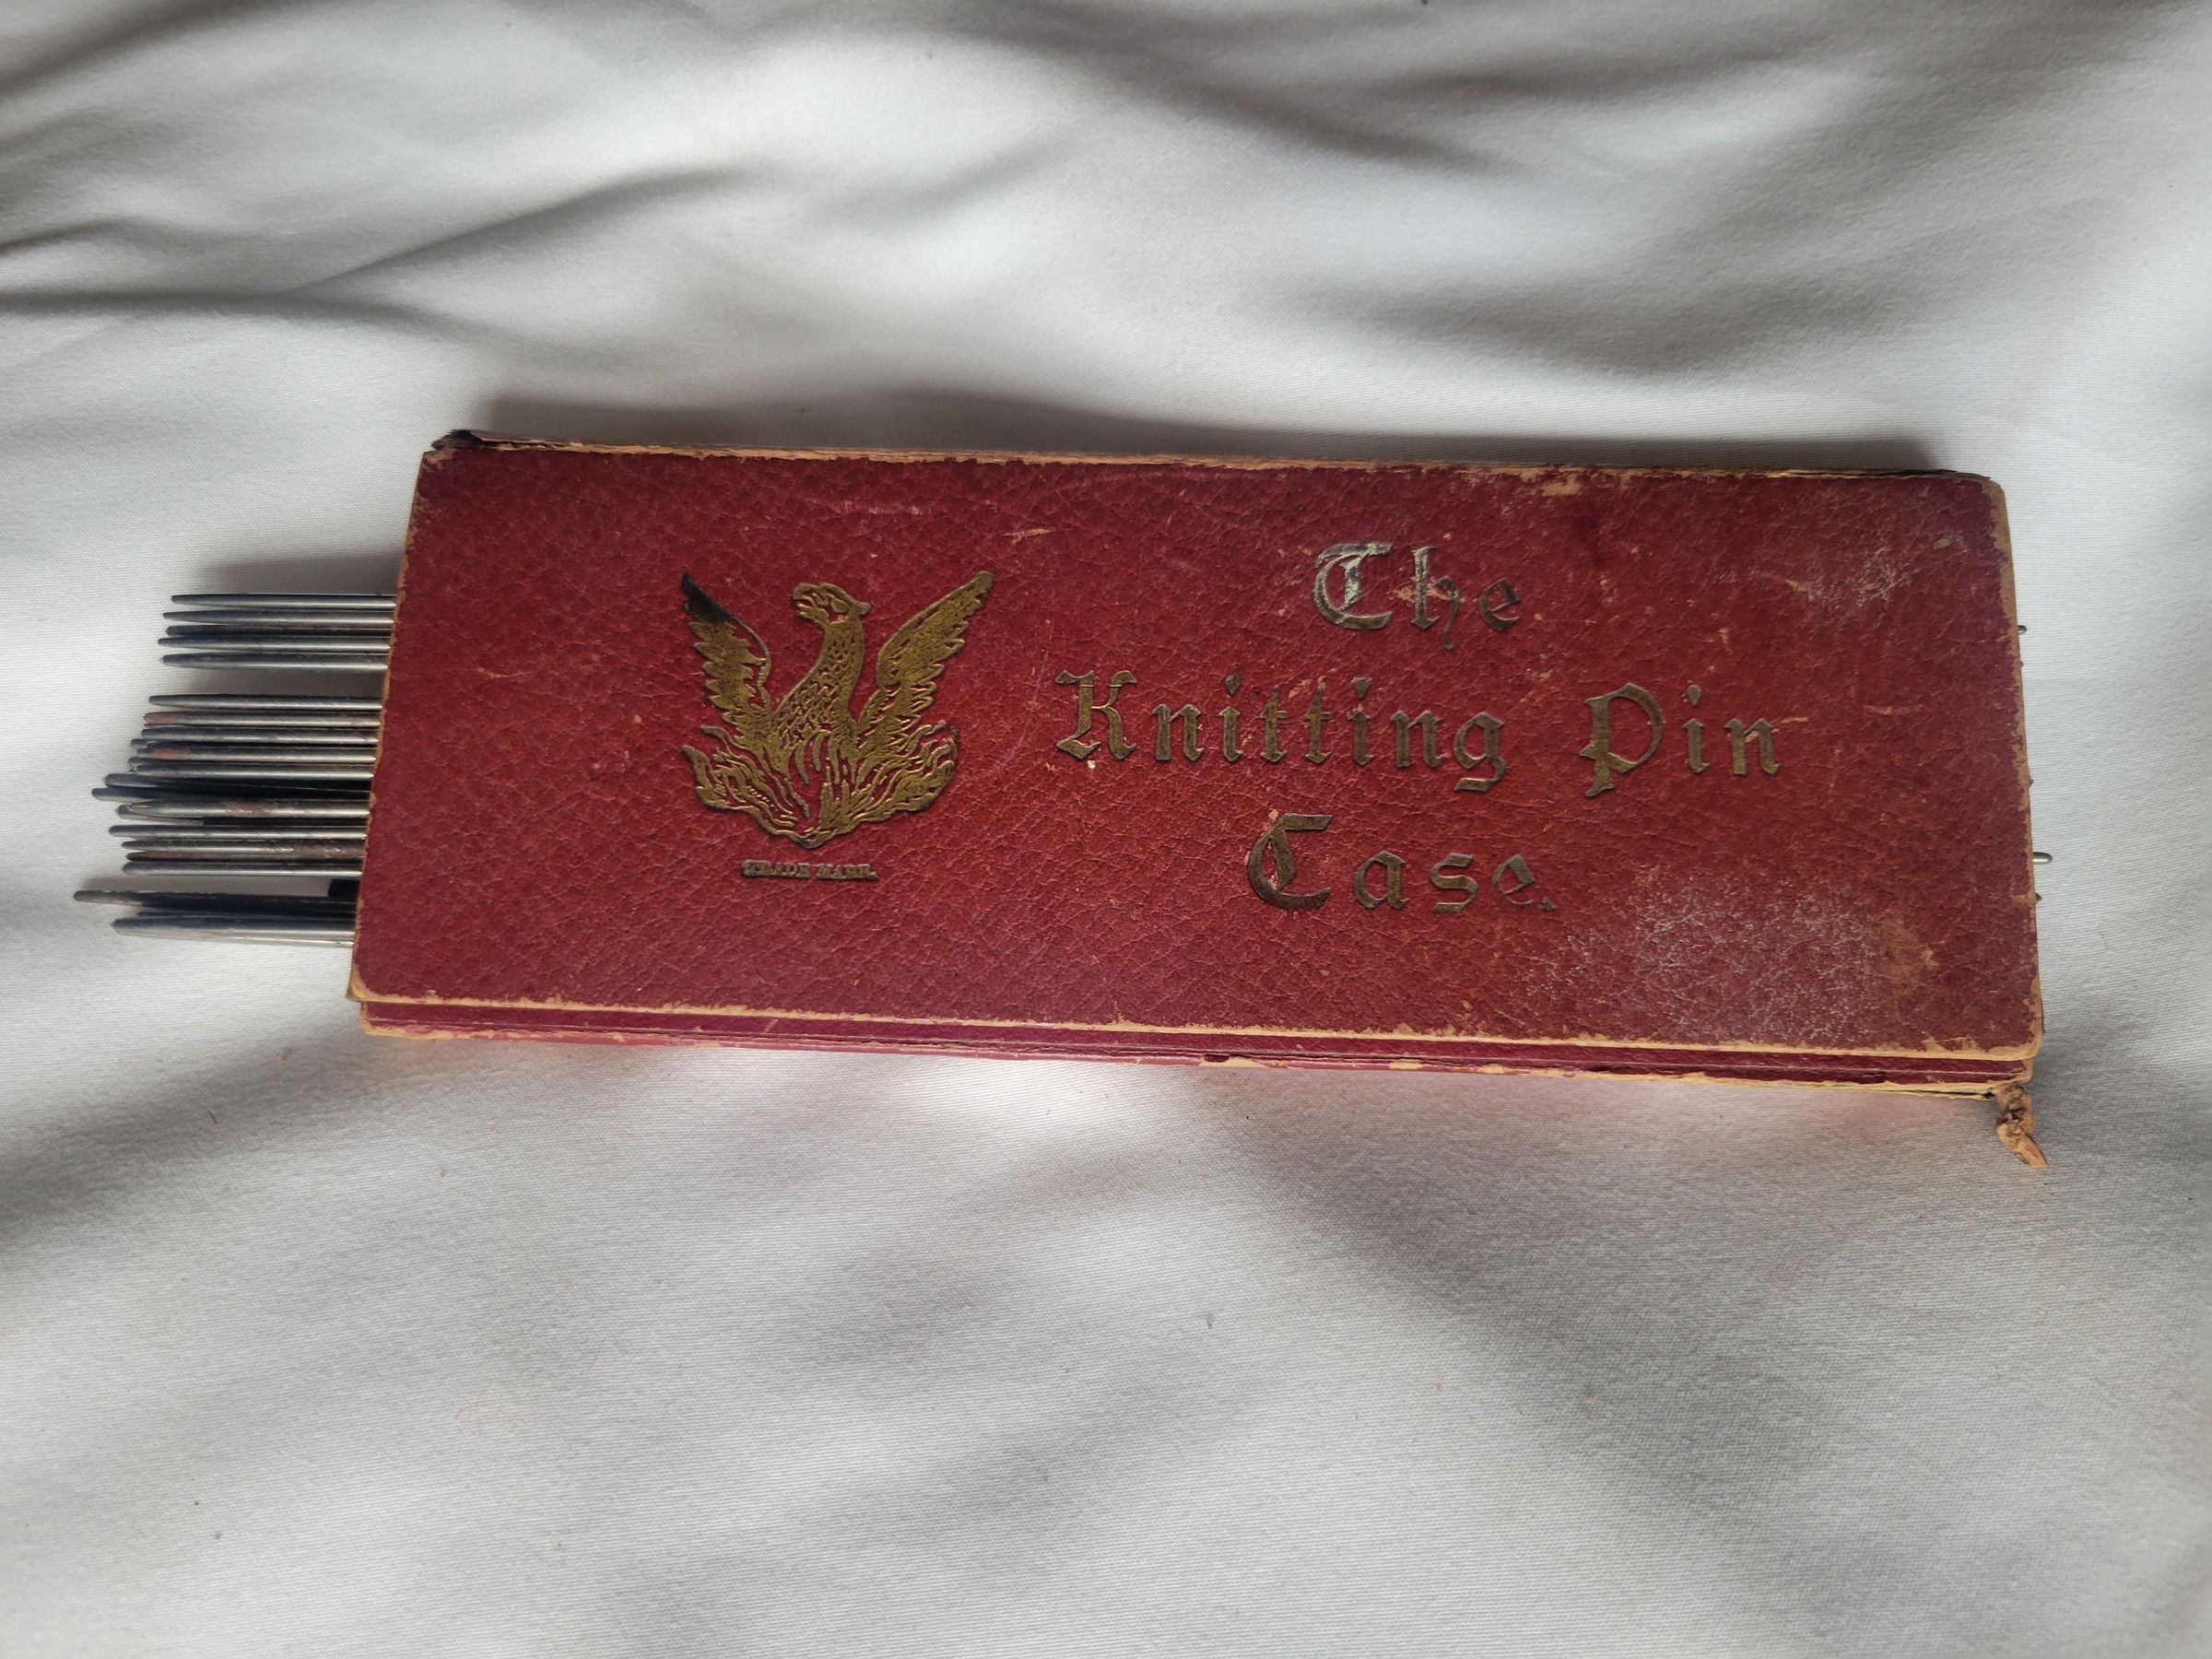 The
Knitting Pin
Case.
TRADE MARK.